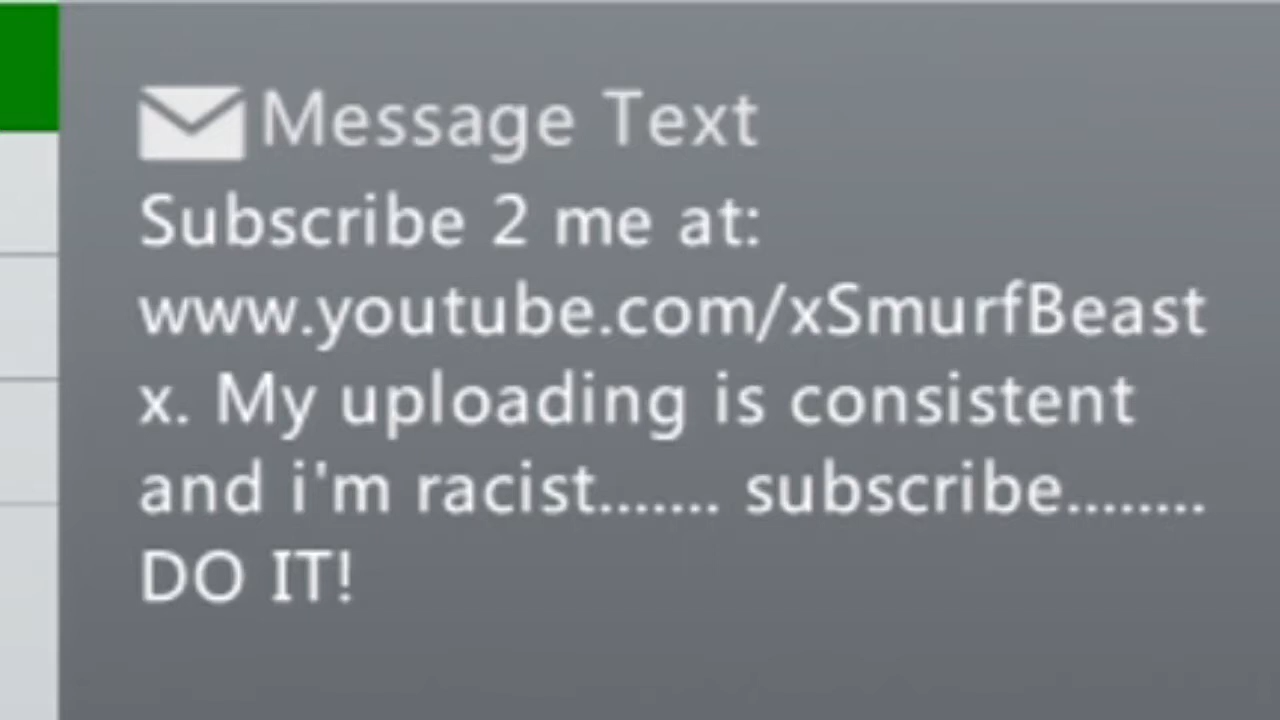 Message Text
Subscribe 2 me at:
www.youtube.com/xSmurfBeast
x. My uploading is consistent
and i'm racist....... subscribe........
DO IT!